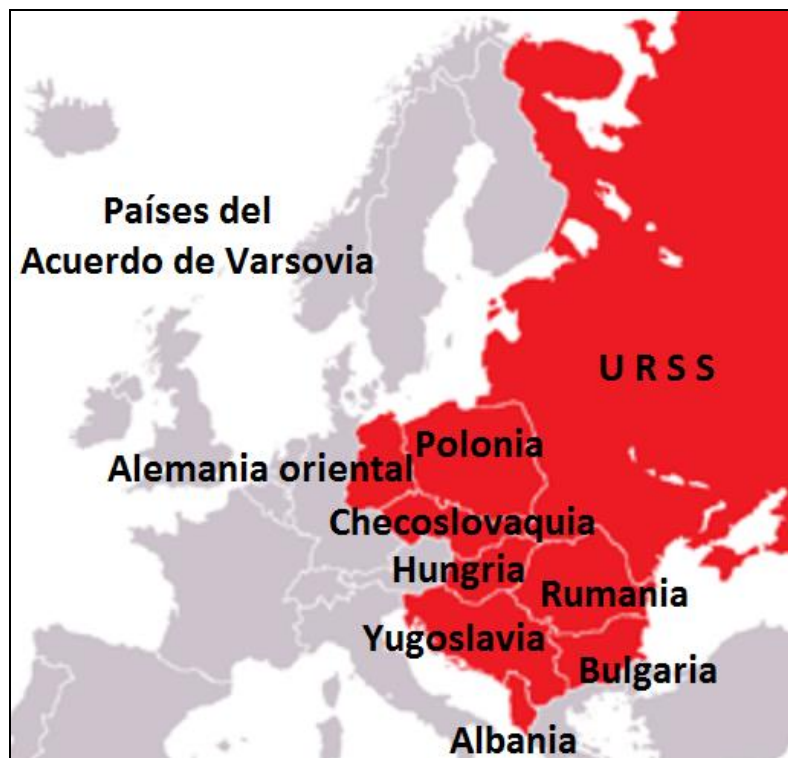 Países del
Acuerdo de Varsovia
U R S S
Polonia
Alemania oriental
Checoslovaquia
Hungria
Rumania
Yugoslavia
Bulgaria
Albania